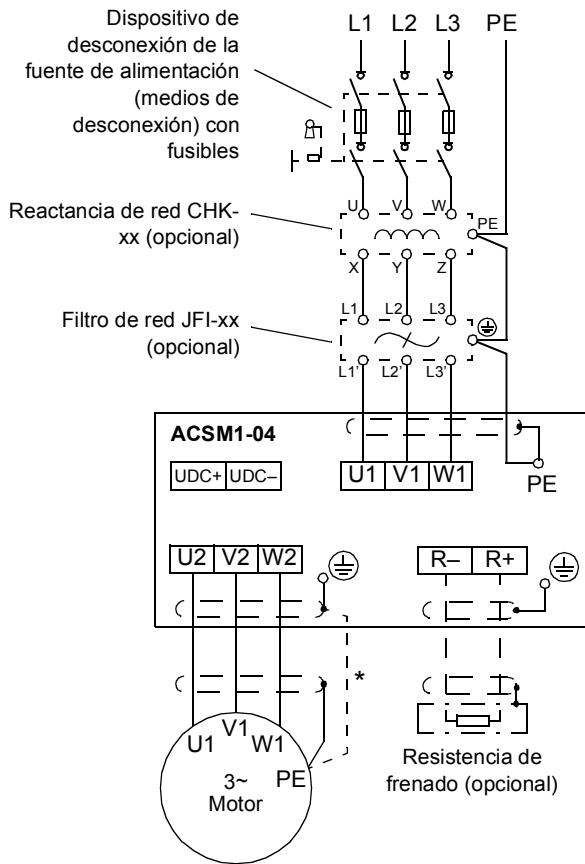 Dispositivo de
desconexión de la
fuente de alimentación
(medios de
desconexión) con
fusibles
L1 L2 L3 PE
Reactancia de red CHK-
xx (opcional)
U V W PE
X Y Z
Filtro de red JFI-xx
(opcional)
L1 L2 L3
L1' L2' L3'
ACSM1-04
UDC+ UDC–
U1 V1 W1
PE
U2 V2 W2
R– R+
*
U1 V1 W1
PE
3~
Motor
Resistencia de
frenado (opcional)